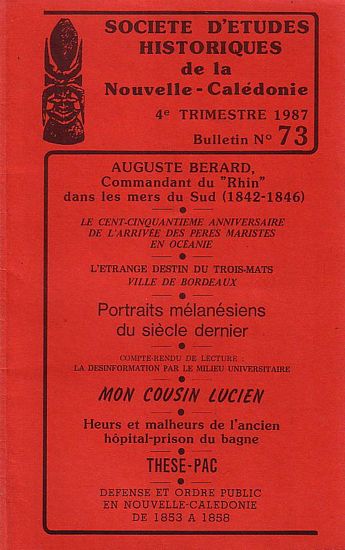 SOCIETE D'ETUDES
HISTORIQUES
de la
Nouvelle-Calédonie
4e TRIMESTRE 1987
Bulletin No 73
AUGUSTE BERARD,
Commandant du "Rhin"
dans les mers du Sud (1842-1846)
LE CENT-CINQUANTIEME ANNIVERSAIRE
DE L'ARRIVÉE DES PERES MARISTES
EN OCÉANIE
L'ETRANGE DESTIN DU TROIS-MATS
VILLE DE BORDEAUX
Portraits mélanésiens
du siècle dernier
COMPTE-RENDU DE LECTURE :
LA DESINFORMATION PAR LE MILIEU UNIVERSITAIRE
MON COUSIN LUCIEN
Heurs et malheurs de l'ancien
hôpital-prison du bagne
THESE-PAC
DEFENSE ET ORDRE PUBLIC
EN NOUVELLE-CALEDONIE
DE 1853 A 1858